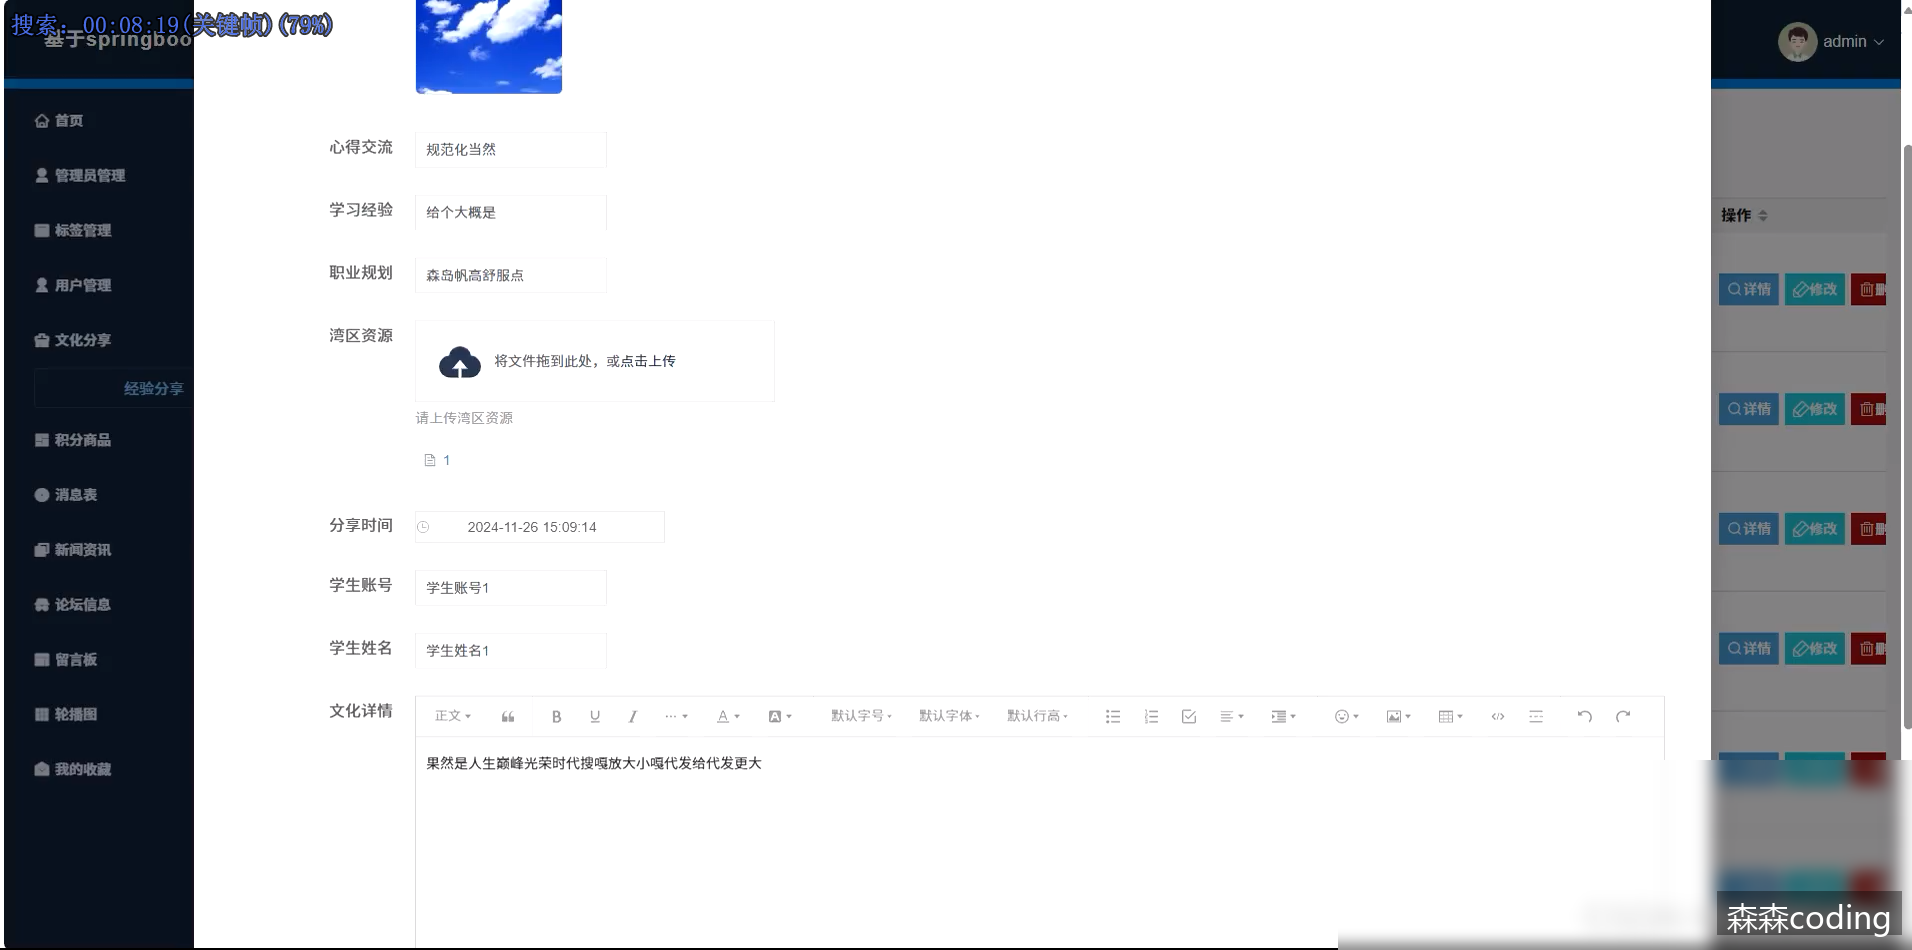 搜索: 00:08:19(关键帧)(79%)
基于springboo
admin
首页
管理员管理
标签管理
用户管理
文化分享
经验分享
积分商品
消息表
新闻资讯
论坛信息
留言板
轮播图
我的收藏
心得交流 规范化当然
学习经验 给个大概是
职业规划 森岛帆高舒服点
湾区资源 将文件拖到此处，或点击上传
请上传湾区资源
1
分享时间 2024-11-26 15:09:14
学生账号 学生账号1
学生姓名 学生姓名1
文化详情 正文 B U I ... A A 默认字号 默认字体 默认行高
果然是人生巅峰光荣时代搜嘎放大小嘎代发给代发更大
操作
详情 修改
详情 修改
详情 修改
详情 修改
森森coding